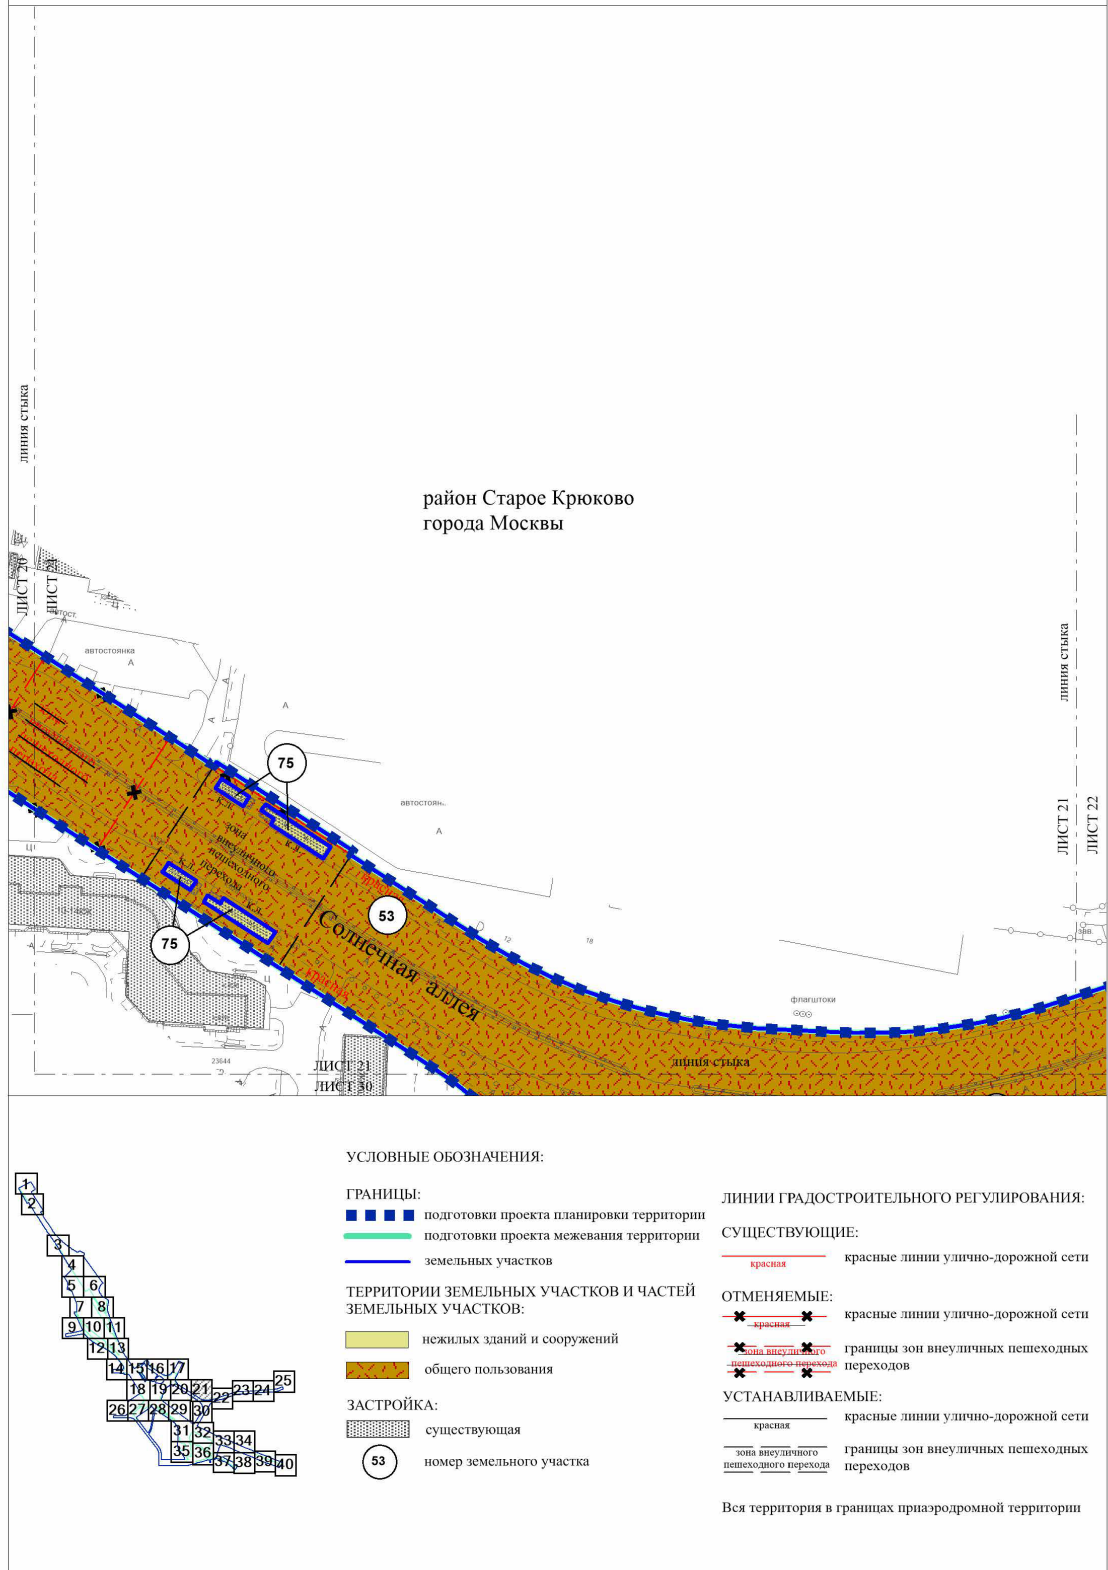 линия стыка
район Старое Крюково
города Москвы
ЛИСТ 20
ЛИСТ 21
линия стыка
автост.
А
автостоянка
А
А
А
А
75
ЛИСТ 21
ЛИСТ 22
автостоян.
А
к.л.
зона
внеуличного
пешеходного
перехода
к.л.
к.л.
к.л.
Ц
53
75
Солнечная аллея
красная
12
18
зав.
А
Ц
флагштоки
линия стыка
23644
ЛИСТ 21
ЛИСТ 30
1
2
3
4
5 6
7 8
9 10 11
12 13
14 15 16 17
18 19 20 21 22 23 24 25
26 27 28 29 30
31 32 33 34
35 36 37 38 39 40
УСЛОВНЫЕ ОБОЗНАЧЕНИЯ:
ГРАНИЦЫ:
подготовки проекта планировки территории
подготовки проекта межевания территории
земельных участков
ТЕРРИТОРИИ ЗЕМЕЛЬНЫХ УЧАСТКОВ И ЧАСТЕЙ
ЗЕМЕЛЬНЫХ УЧАСТКОВ:
нежилых зданий и сооружений
общего пользования
ЗАСТРОЙКА:
существующая
53
номер земельного участка
ЛИНИИ ГРАДОСТРОИТЕЛЬНОГО РЕГУЛИРОВАНИЯ:
СУЩЕСТВУЮЩИЕ:
красная
красные линии улично-дорожной сети
ОТМЕНЯЕМЫЕ:
красная
красные линии улично-дорожной сети
зона внеуличного
пешеходного перехода
границы зон внеуличных пешеходных
переходов
УСТАНАВЛИВАЕМЫЕ:
красная
красные линии улично-дорожной сети
зона внеуличного
пешеходного перехода
границы зон внеуличных пешеходных
переходов
Вся территория в границах приаэродромной территории